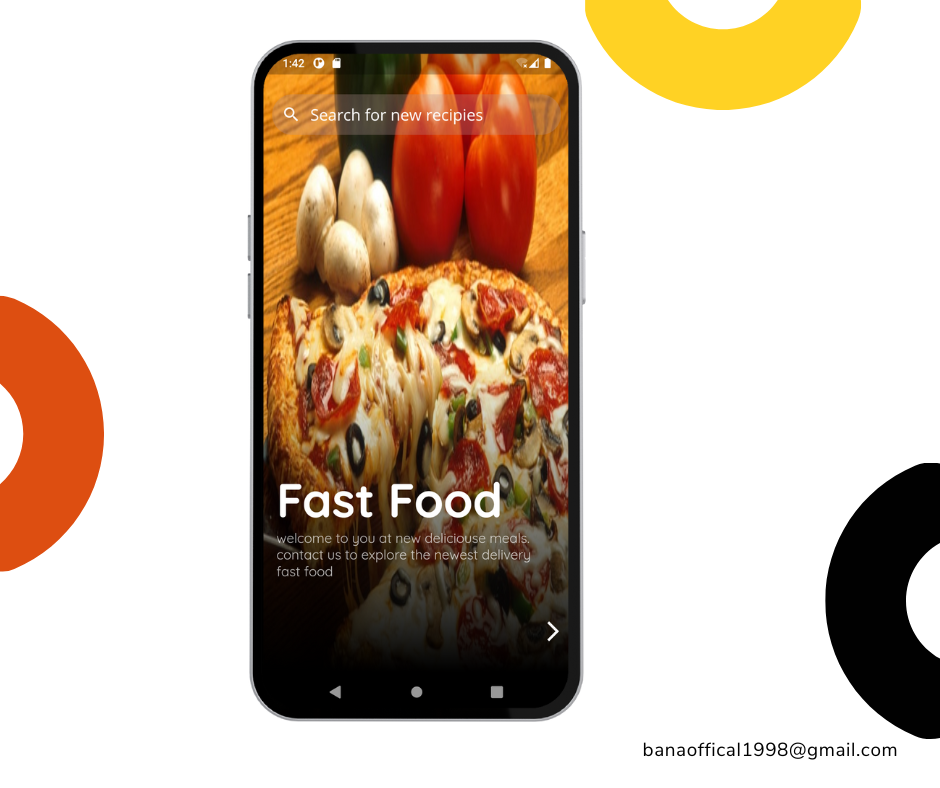 1:42
Search for new recipies
Fast Food
welcome to you at new deliciouse meals.
contact us to explore the newest delivery
fast food
banaoffical1998@gmail.com